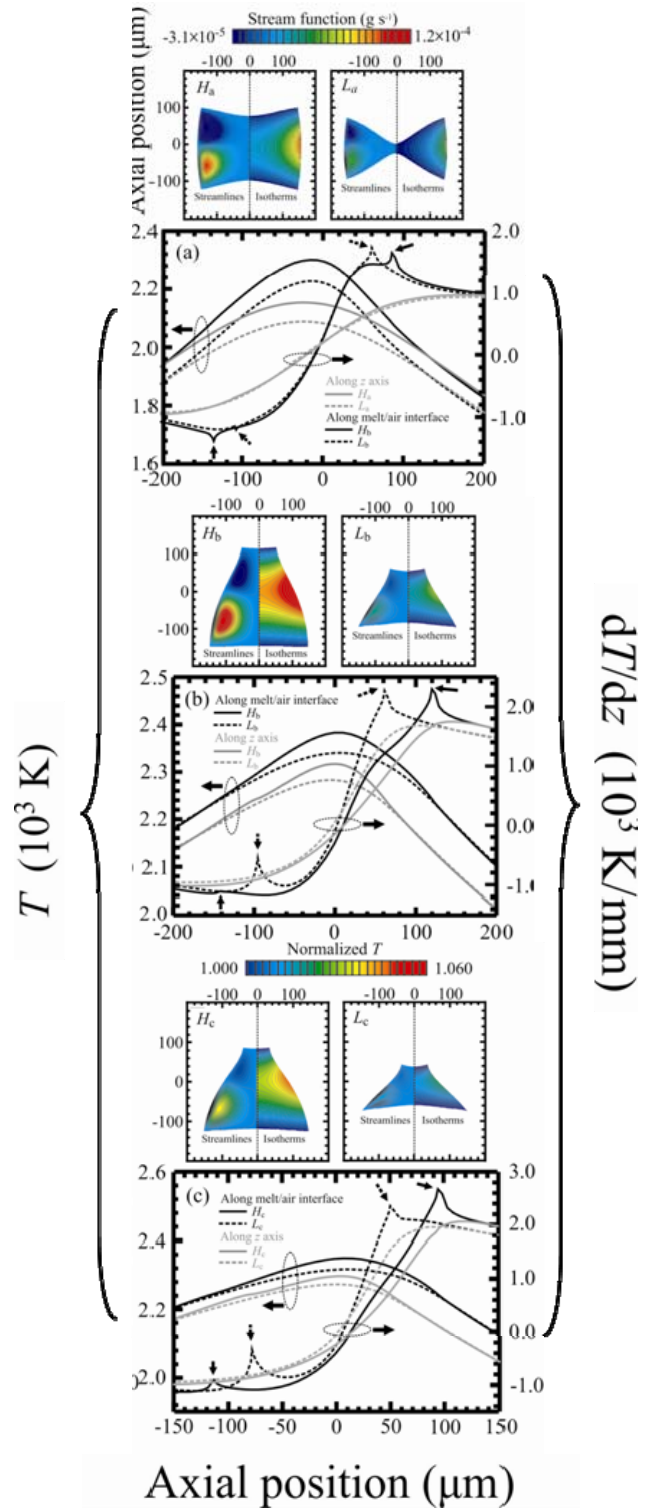 Stream function (g s⁻¹)
-3.1×10⁻⁵ 1.2×10⁻⁴
-100 0 100 -100 0 100
Axial position (μm)
Hₐ Lₐ
100
0
-100
Streamlines Isotherms Streamlines Isotherms
(a)
2.4 2.0
2.2 1.0
2.0 0.0
1.8 -1.0
1.6
Along z axis
Hₐ
Lₐ
Along melt/air interface
H_b
L_b
-200 -100 0 100 200
-100 0 100 -100 0 100
H_b L_b
100
0
-100
Streamlines Isotherms Streamlines Isotherms
(b)
2.5
2.4 2.0
2.3 1.0
2.2 0.0
2.1 -1.0
2.0
Along melt/air interface
H_b
L_b
Along z axis
H_b
L_b
-200 -100 0 100 200
Normalized T
1.000 1.060
-100 0 100 -100 0 100
H_c L_c
100
0
-100
Streamlines Isotherms Streamlines Isotherms
(c)
2.6 3.0
2.4 2.0
2.2 1.0
0.0
2.0 -1.0
Along melt/air interface
H_c
L_c
Along z axis
H_c
L_c
-150 -100 -50 0 50 100 150
T (10³ K)
dT/dz (10³ K/mm)
Axial position (μm)